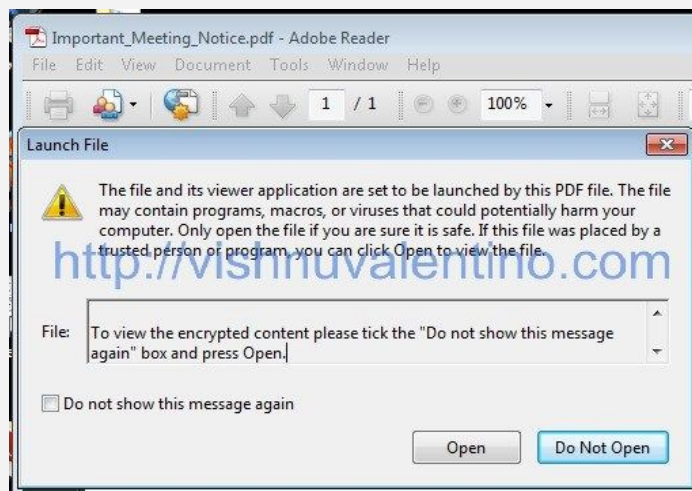 Important_Meeting_Notice.pdf - Adobe Reader
File Edit View Document Tools Window Help
1 / 1 100%
Launch File
The file and its viewer application are set to be launched by this PDF file. The file
may contain programs, macros, or viruses that could potentially harm your
computer. Only open the file if you are sure it is safe. If this file was placed by a
trusted person or program, you can click Open to view the file.
http://vishnuvalentino.com
File: To view the encrypted content please tick the "Do not show this message
again" box and press Open.
Do not show this message again
Open Do Not Open